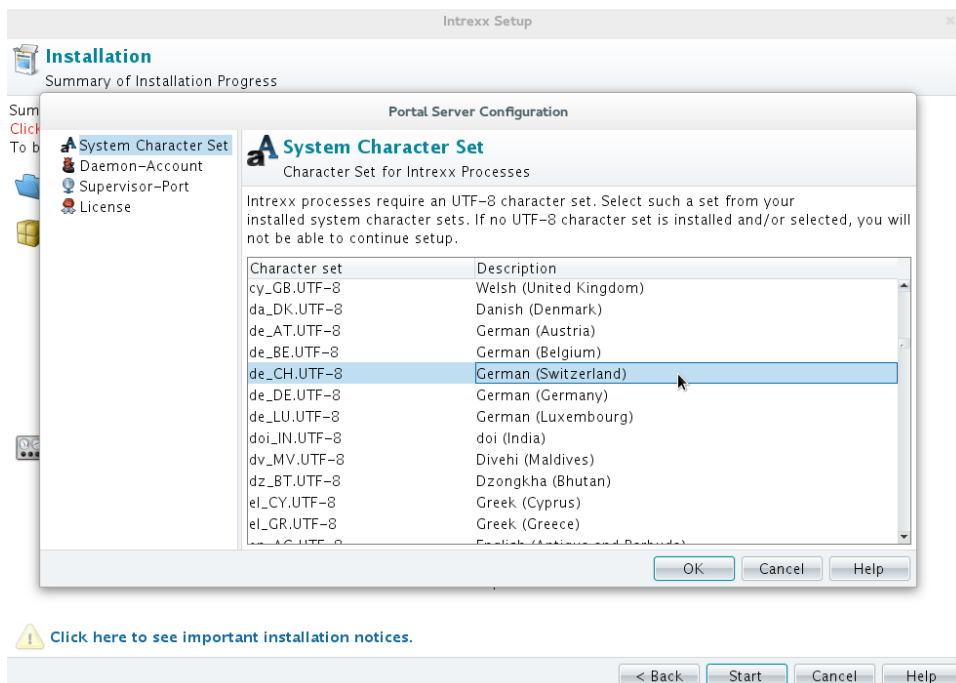 Intrexx Setup
Installation
Summary of Installation Progress
Sum
Click
To b
Portal Server Configuration
System Character Set
Daemon-Account
Supervisor-Port
License
System Character Set
Character Set for Intrexx Processes
Intrexx processes require an UTF-8 character set. Select such a set from your
installed system character sets. If no UTF-8 character set is installed and/or selected, you will
not be able to continue setup.
Character set Description
cy_GB.UTF-8 Welsh (United Kingdom)
da_DK.UTF-8 Danish (Denmark)
de_AT.UTF-8 German (Austria)
de_BE.UTF-8 German (Belgium)
de_CH.UTF-8 German (Switzerland)
de_DE.UTF-8 German (Germany)
de_LU.UTF-8 German (Luxembourg)
doi_IN.UTF-8 doi (India)
dv_MV.UTF-8 Divehi (Maldives)
dz_BT.UTF-8 Dzongkha (Bhutan)
el_CY.UTF-8 Greek (Cyprus)
el_GR.UTF-8 Greek (Greece)
OK Cancel Help
Click here to see important installation notices.
< Back Start Cancel Help